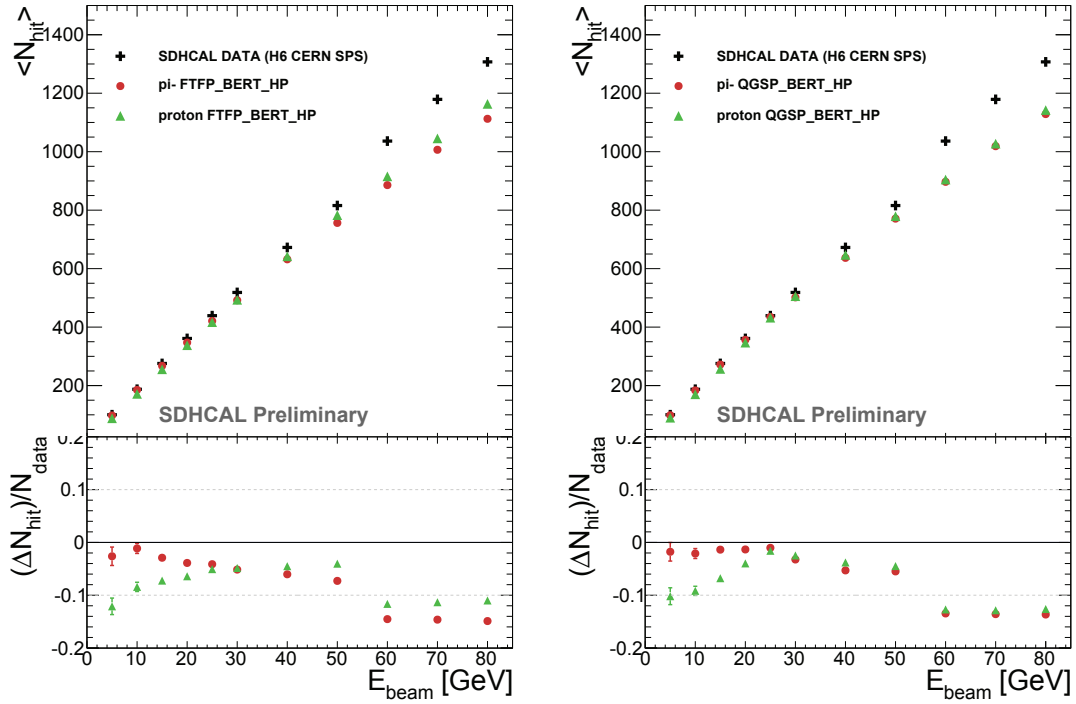 <N_hit>
1400
1200
1000
800
600
400
200
SDHCAL DATA (H6 CERN SPS)
pi- FTFP_BERT_HP
proton FTFP_BERT_HP
SDHCAL Preliminary
(ΔN_hit)/N_data
0.2
0.1
0
-0.1
-0.2
0 10 20 30 40 50 60 70 80
E_beam [GeV]
<N_hit>
1400
1200
1000
800
600
400
200
SDHCAL DATA (H6 CERN SPS)
pi- QGSP_BERT_HP
proton QGSP_BERT_HP
SDHCAL Preliminary
(ΔN_hit)/N_data
0.2
0.1
0
-0.1
-0.2
0 10 20 30 40 50 60 70 80
E_beam [GeV]